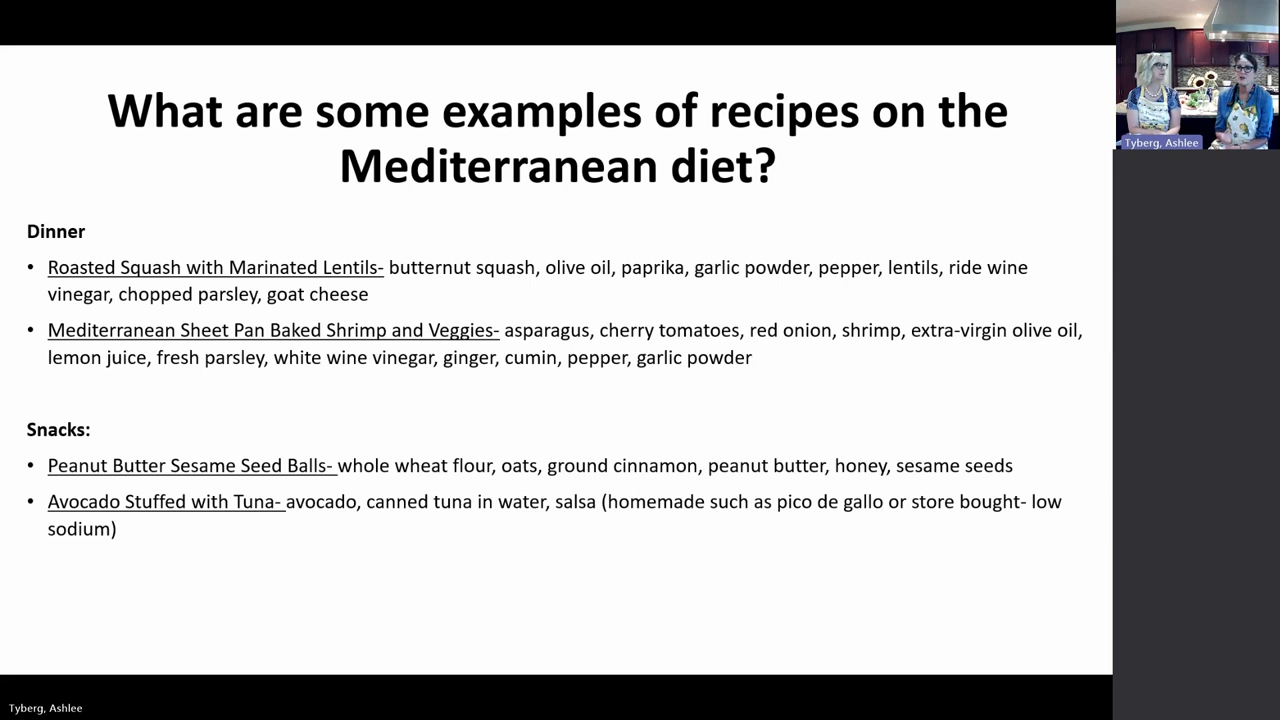 What are some examples of recipes on the
Mediterranean diet?
Dinner
• Roasted Squash with Marinated Lentils- butternut squash, olive oil, paprika, garlic powder, pepper, lentils, ride wine
vinegar, chopped parsley, goat cheese
• Mediterranean Sheet Pan Baked Shrimp and Veggies- asparagus, cherry tomatoes, red onion, shrimp, extra-virgin olive oil,
lemon juice, fresh parsley, white wine vinegar, ginger, cumin, pepper, garlic powder
Snacks:
• Peanut Butter Sesame Seed Balls- whole wheat flour, oats, ground cinnamon, peanut butter, honey, sesame seeds
• Avocado Stuffed with Tuna- avocado, canned tuna in water, salsa (homemade such as pico de gallo or store bought- low
sodium)
Tyberg, Ashlee
Tyberg, Ashlee